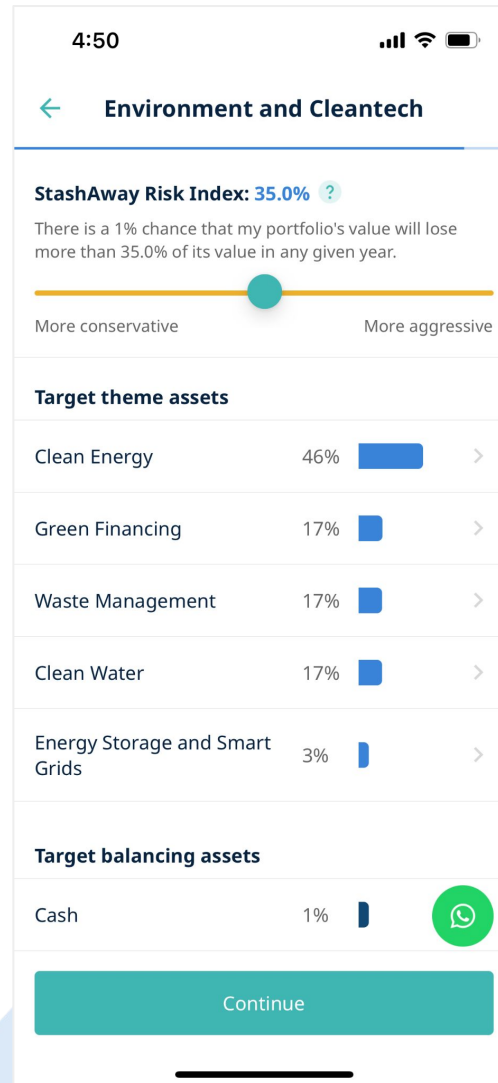 4:50
Environment and Cleantech
StashAway Risk Index: 35.0% ?
There is a 1% chance that my portfolio's value will lose
more than 35.0% of its value in any given year.
More conservative More aggressive
Target theme assets
Clean Energy 46%
Green Financing 17%
Waste Management 17%
Clean Water 17%
Energy Storage and Smart
Grids 3%
Target balancing assets
Cash 1%
Continue